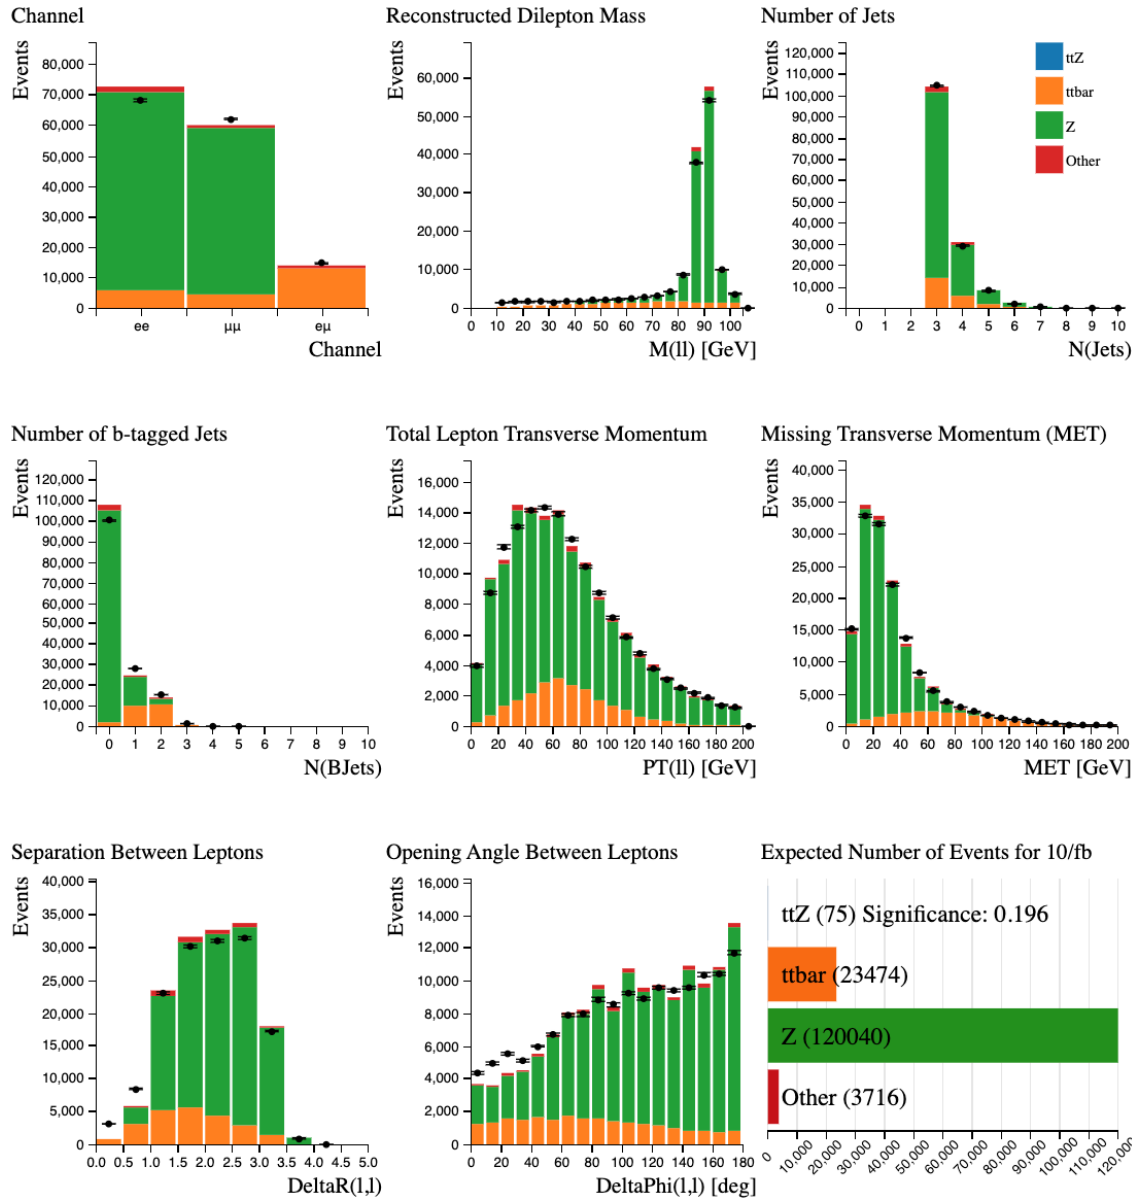 Channel
Events
80,000
70,000
60,000
50,000
40,000
30,000
20,000
10,000
0
ee
μμ
eμ
Channel
Reconstructed Dilepton Mass
Events
60,000
50,000
40,000
30,000
20,000
10,000
0
0 10 20 30 40 50 60 70 80 90 100
M(ll) [GeV]
Number of Jets
Events
120,000
110,000
100,000
90,000
80,000
70,000
60,000
50,000
40,000
30,000
20,000
10,000
0
0 1 2 3 4 5 6 7 8 9 10
N(Jets)
ttZ
ttbar
Z
Other
Number of b-tagged Jets
Events
120,000
110,000
100,000
90,000
80,000
70,000
60,000
50,000
40,000
30,000
20,000
10,000
0
0 1 2 3 4 5 6 7 8 9 10
N(BJets)
Total Lepton Transverse Momentum
Events
16,000
14,000
12,000
10,000
8,000
6,000
4,000
2,000
0
0 20 40 60 80 100 120 140 160 180 200
PT(ll) [GeV]
Missing Transverse Momentum (MET)
Events
40,000
35,000
30,000
25,000
20,000
15,000
10,000
5,000
0
0 20 40 60 80 100 120 140 160 180 200
MET [GeV]
Separation Between Leptons
Events
40,000
35,000
30,000
25,000
20,000
15,000
10,000
5,000
0
0.0 0.5 1.0 1.5 2.0 2.5 3.0 3.5 4.0 4.5 5.0
DeltaR(l,l)
Opening Angle Between Leptons
Events
16,000
14,000
12,000
10,000
8,000
6,000
4,000
2,000
0
0 20 40 60 80 100 120 140 160 180
DeltaPhi(l,l) [deg]
Expected Number of Events for 10/fb
ttZ (75) Significance: 0.196
ttbar (23474)
Z (120040)
Other (3716)
0 10,000 20,000 30,000 40,000 50,000 60,000 70,000 80,000 90,000 100,000 110,000 120,000